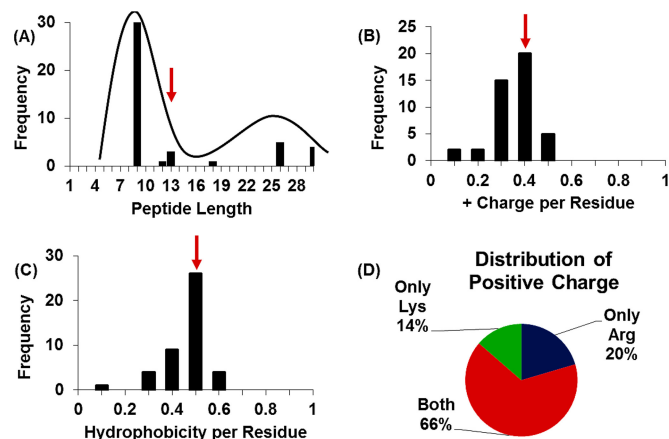 (A)
30
20
10
0
Frequency
1 4 7 10 13 16 19 22 25 28
Peptide Length
(B)
25
20
15
10
5
0
Frequency
0 0.2 0.4 0.6 0.8 1
+ Charge per Residue
(C)
30
20
10
0
Frequency
0 0.2 0.4 0.6 0.8 1
Hydrophobicity per Residue
(D)
Distribution of
Positive Charge
Only
Lys
14%
Only
Arg
20%
Both
66%